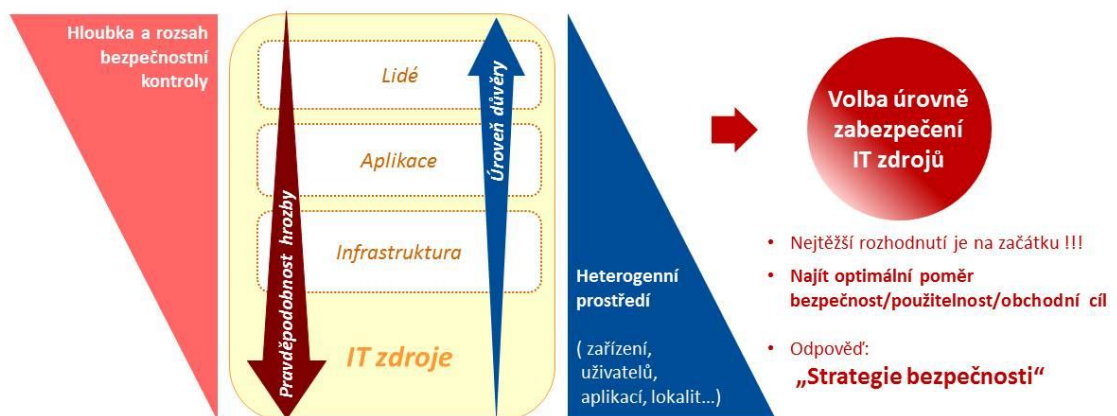 Hloubka a rozsah
bezpečnostní
kontroly
Pravděpodobnost hrozby
Lidé
Aplikace
Infrastruktura
IT zdroje
Úroveň důvěry
Heterogenní
prostředí
( zařízení,
uživatelů,
aplikací, lokalit...)
Volba úrovně
zabezpečení
IT zdrojů
• Nejtěžší rozhodnutí je na začátku !!!
• Najít optimální poměr
bezpečnost/použitelnost/obchodní cíl
• Odpověď:
„Strategie bezpečnosti“